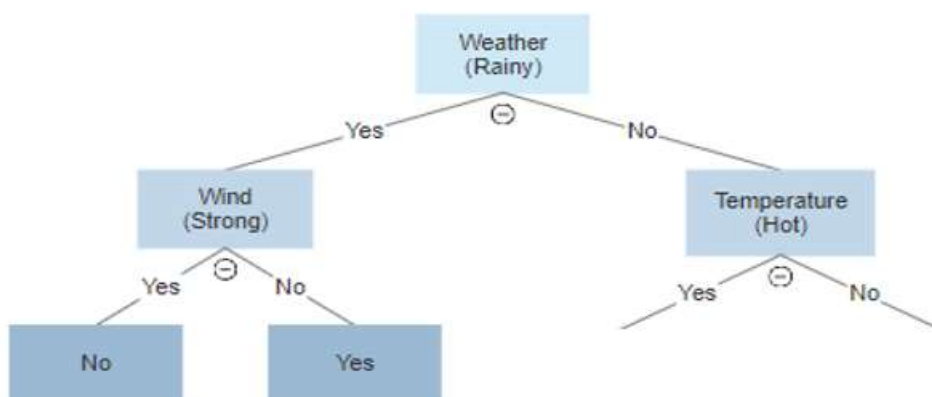 Weather
(Rainy)
Yes
No
Wind
(Strong)
Temperature
(Hot)
Yes
No
Yes
No
No
Yes